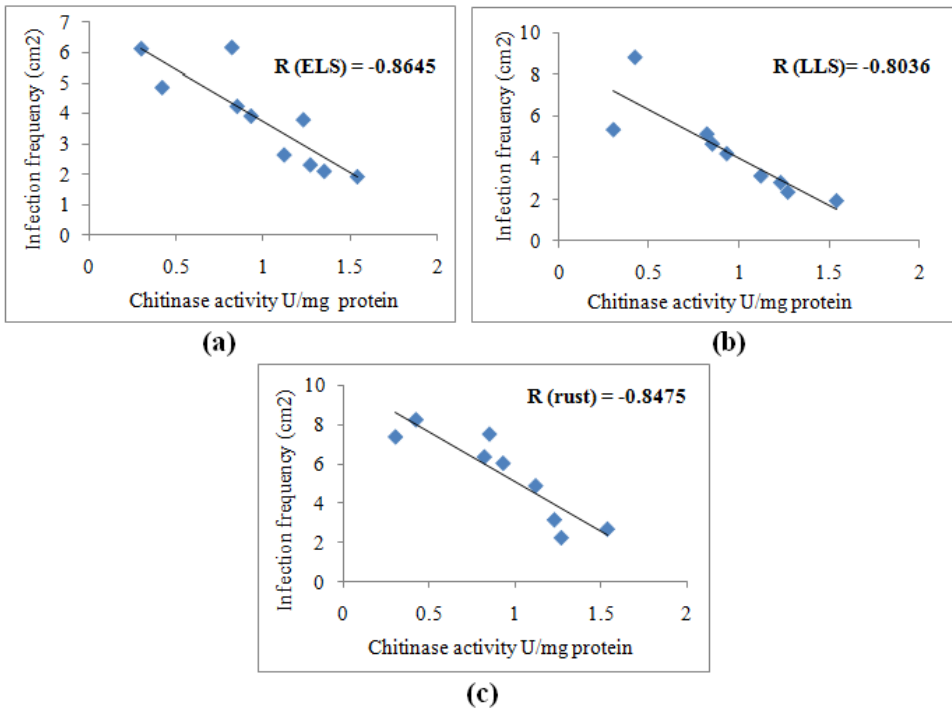 R (ELS) = -0.8645
Infection frequency (cm2)
7
6
5
4
3
2
1
0
0 0.5 1 1.5 2
Chitinase activity U/mg protein
(a)
R (LLS)= -0.8036
Infection freuency (cm2)
10
8
6
4
2
0
0 0.5 1 1.5 2
Chitinase activity U/mg protein
(b)
R (rust) = -0.8475
Infection frequency (cm2)
10
8
6
4
2
0
0 0.5 1 1.5 2
Chitinase activity U/mg protein
(c)